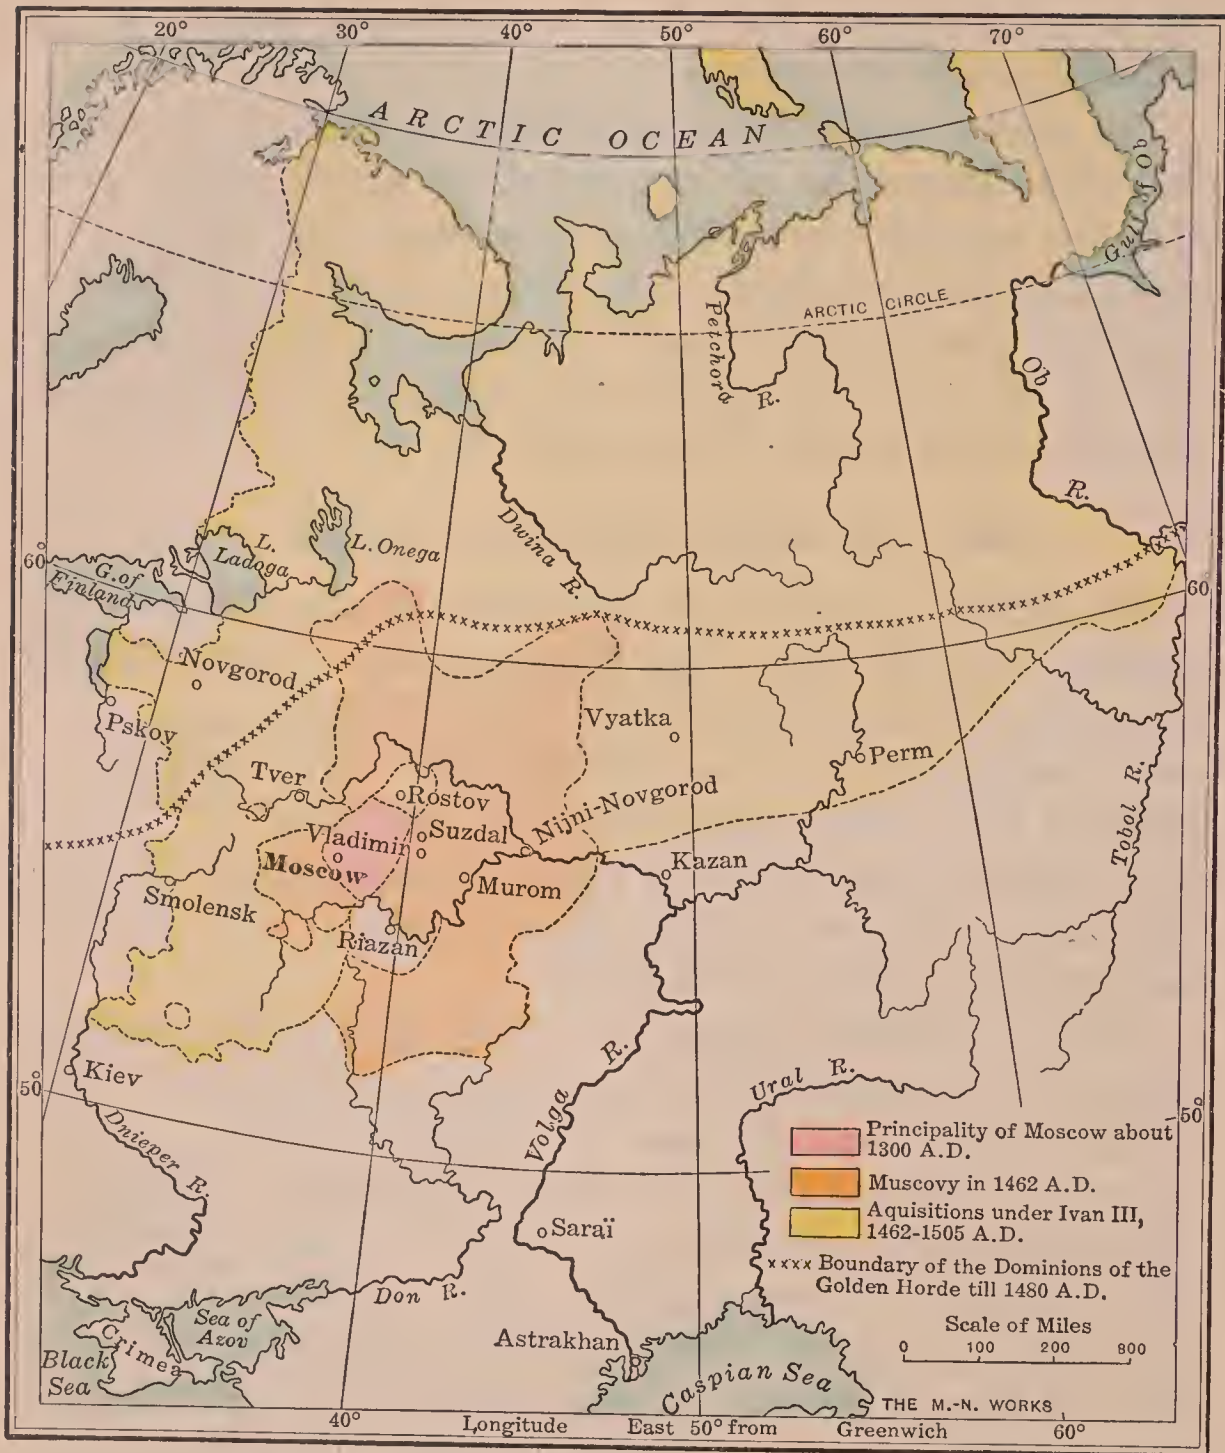 20° 30° 40° 50° 60° 70°
ARCTIC OCEAN
Gulf of Ob
ARCTIC CIRCLE
Petchora
R.
Ob
R.
Dwina R.
L. Onega
L.
Ladoga
60°
G. of
Finland
60°
Novgorod
Pskov
Vyatka
Perm
Tver
Rostov
Nijni-Novgorod
Vladimir
Suzdal
Moscow
Kazan
Murom
Smolensk
Riazan
Tobol R.
Kiev
50°
Dnieper R.
Volga R.
Ural R.
50°
Principality of Moscow about
1300 A.D.
Muscovy in 1462 A.D.
Aquisitions under Ivan III,
1462-1505 A.D.
xxxx Boundary of the Dominions of the
Golden Horde till 1480 A.D.
Scale of Miles
0 100 200 800
Saraï
Don R.
Sea of
Azov
Crimea
Black
Sea
Astrakhan
Caspian Sea
THE M.-N. WORKS
40° Longitude East 50° from Greenwich 60°